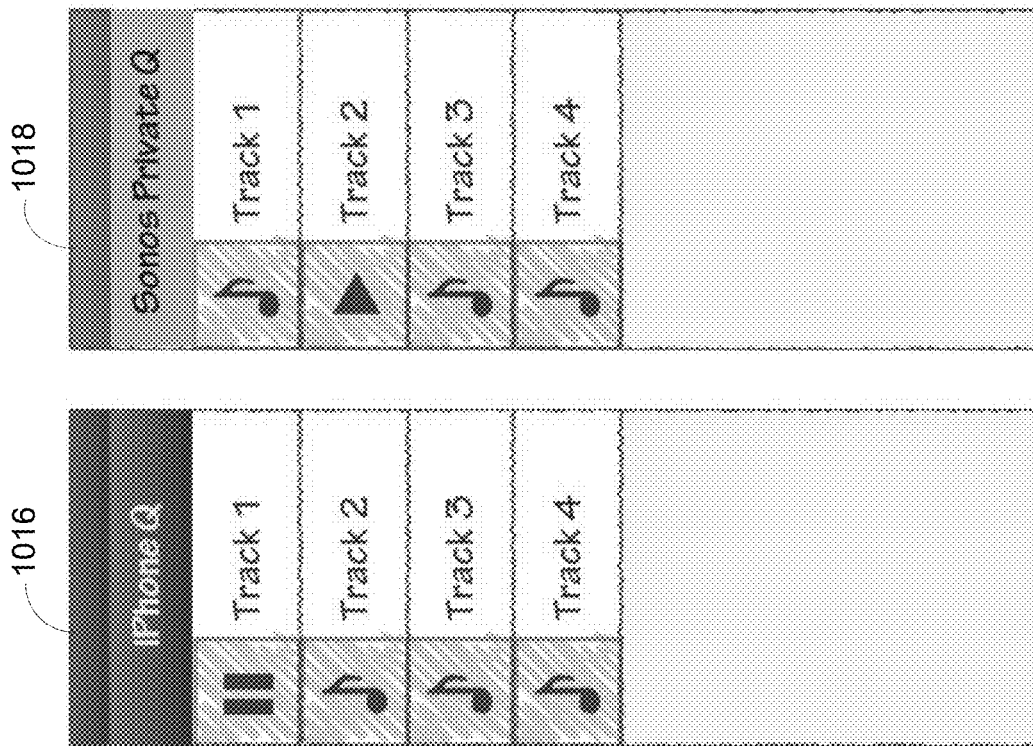 1016
iPhone Q
Track 1
Track 2
Track 3
Track 4
1018
Sonos Private Q
Track 1
Track 2
Track 3
Track 4